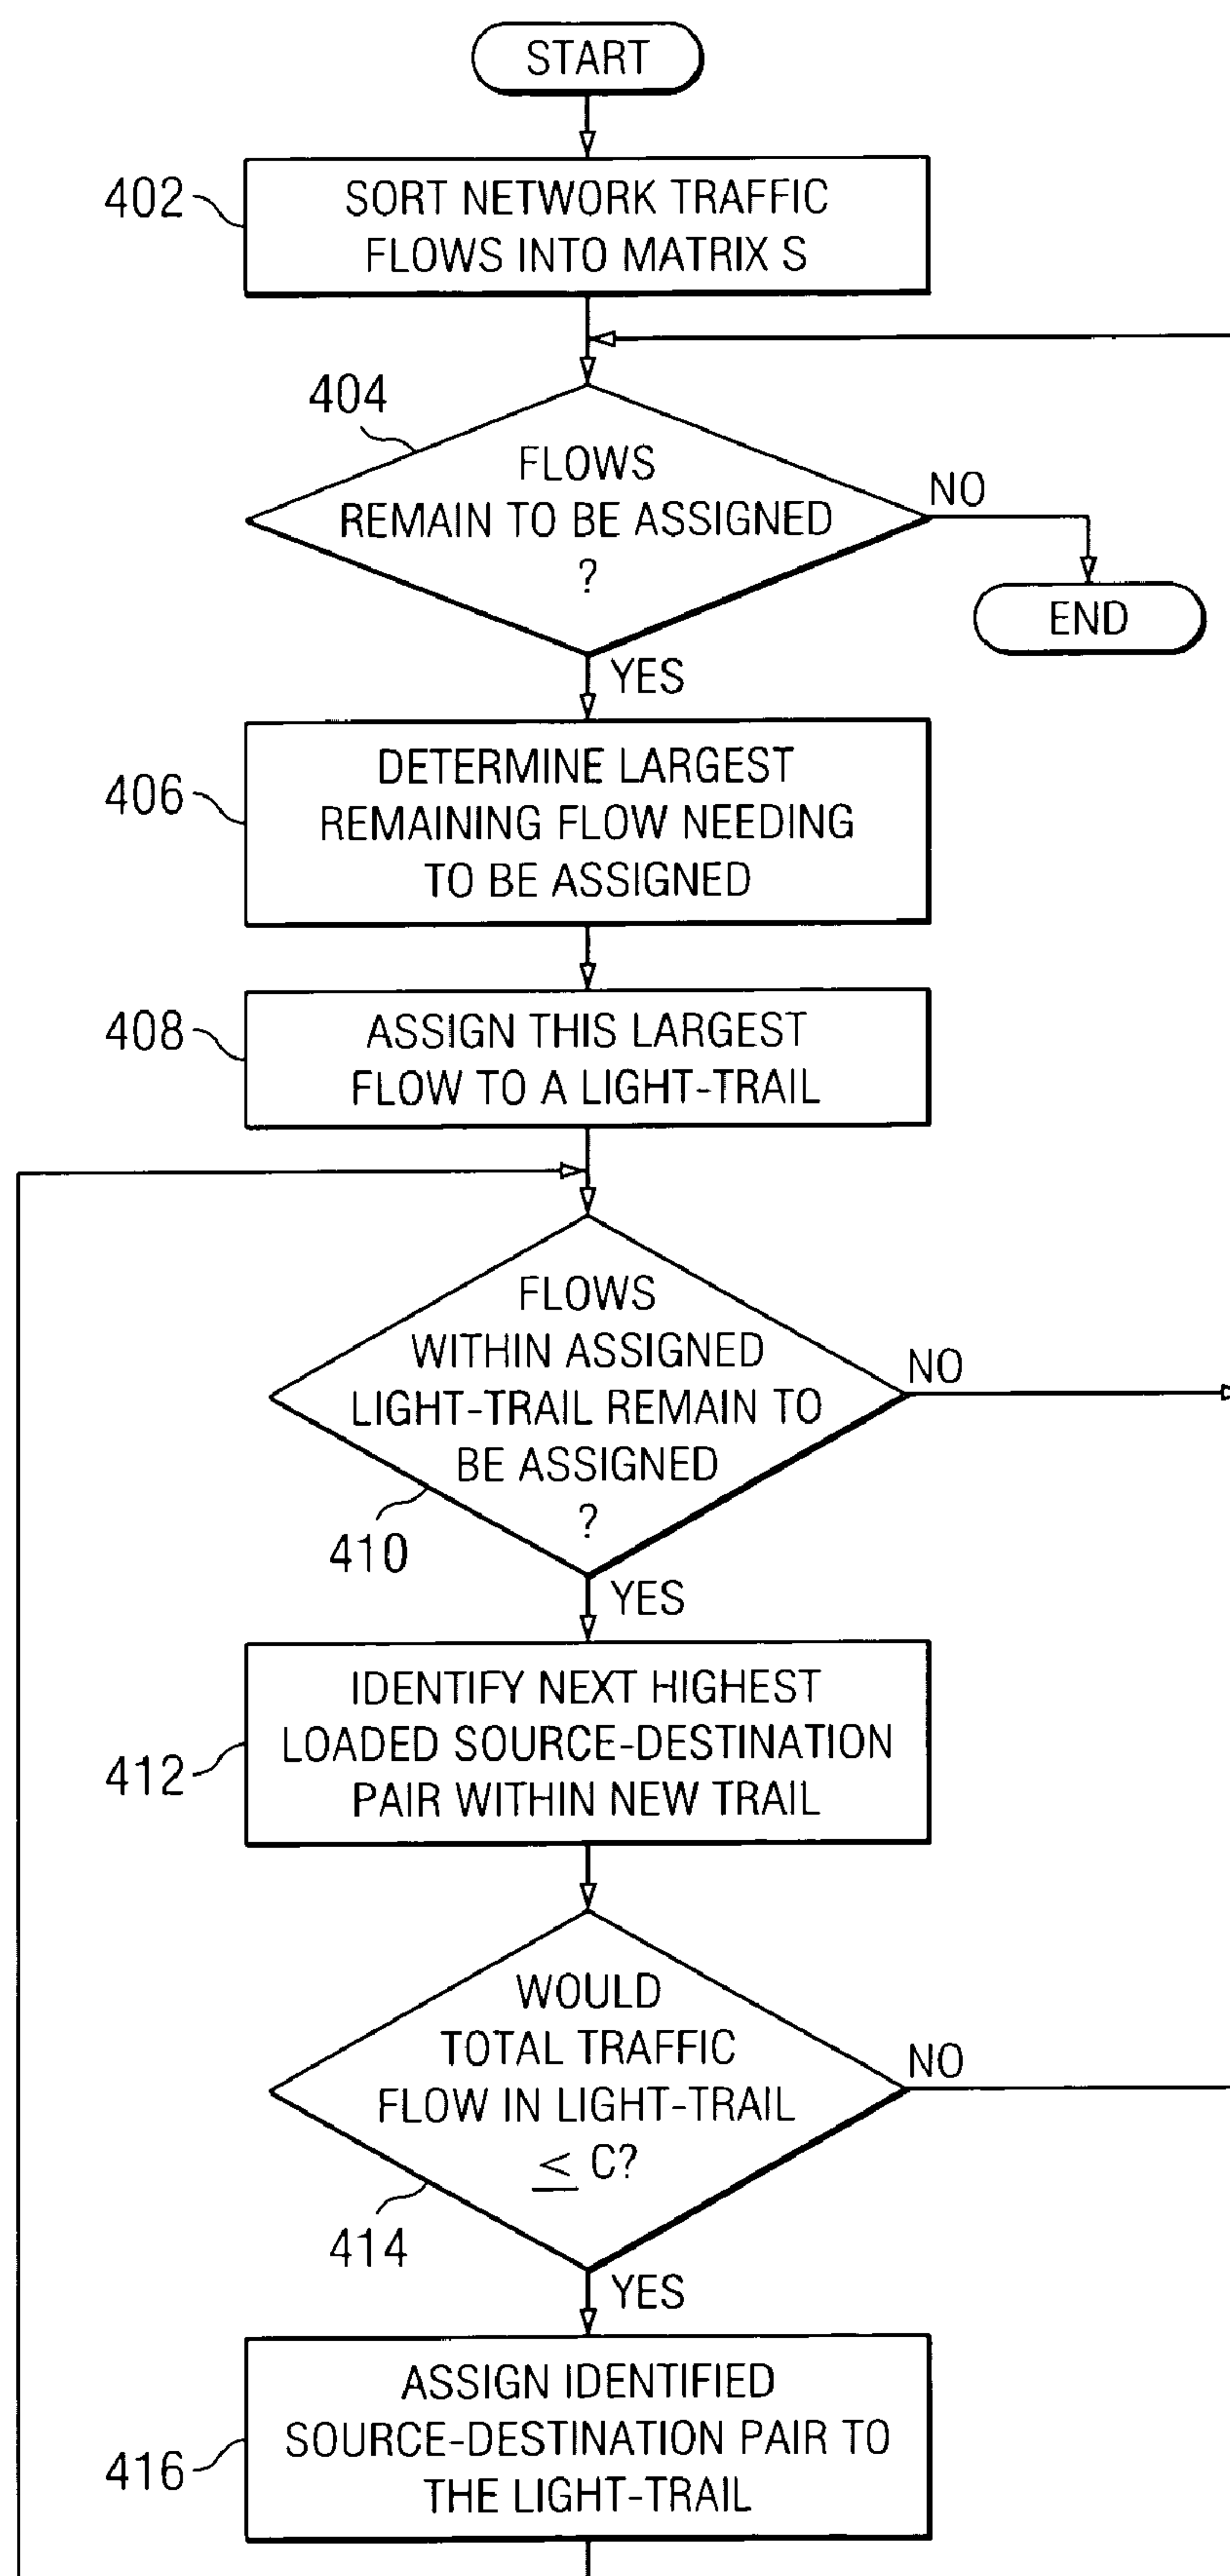 START
402
SORT NETWORK TRAFFIC
FLOWS INTO MATRIX S
404
FLOWS
REMAIN TO BE ASSIGNED
?
NO
END
YES
406
DETERMINE LARGEST
REMAINING FLOW NEEDING
TO BE ASSIGNED
408
ASSIGN THIS LARGEST
FLOW TO A LIGHT-TRAIL
FLOWS
WITHIN ASSIGNED
LIGHT-TRAIL REMAIN TO
BE ASSIGNED
?
NO
410
YES
412
IDENTIFY NEXT HIGHEST
LOADED SOURCE-DESTINATION
PAIR WITHIN NEW TRAIL
WOULD
TOTAL TRAFFIC
FLOW IN LIGHT-TRAIL
≤ C?
NO
414
YES
416
ASSIGN IDENTIFIED
SOURCE-DESTINATION PAIR TO
THE LIGHT-TRAIL